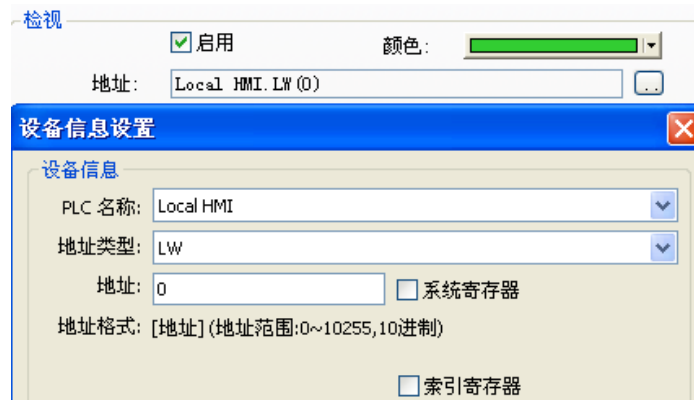 检视
启用 颜色:
地址: Local HMI.LW(0) ..
设备信息设置
设备信息
PLC 名称: Local HMI
地址类型: LW
地址: 0 系统寄存器
地址格式: [地址] (地址范围:0~10255,10进制)
索引寄存器